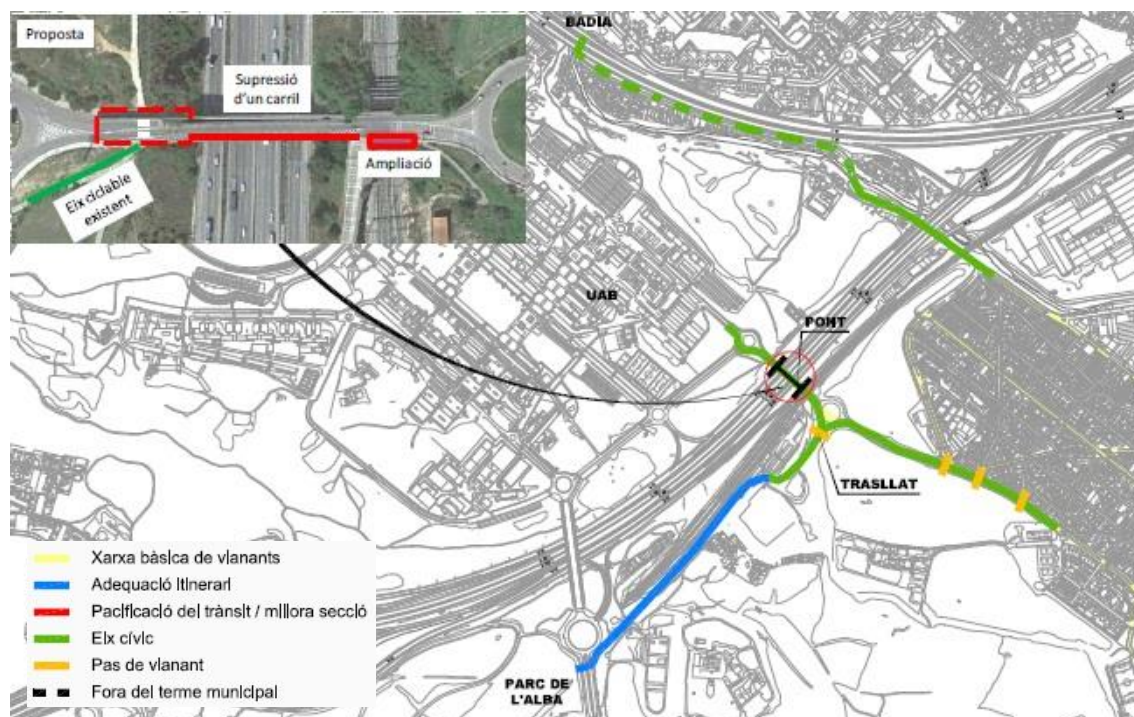 Proposta
Supressió
d'un carril
Ampliació
Eix ciclable
existent
BADIA
UAB
PONT
TRASLLAT
PARC DE
L'ALBA
Xarxa bàsica de vianants
Adequació itinerari
Pacificació del trànsit / millora secció
Eix cívic
Pas de vianant
Fora del terme municipal